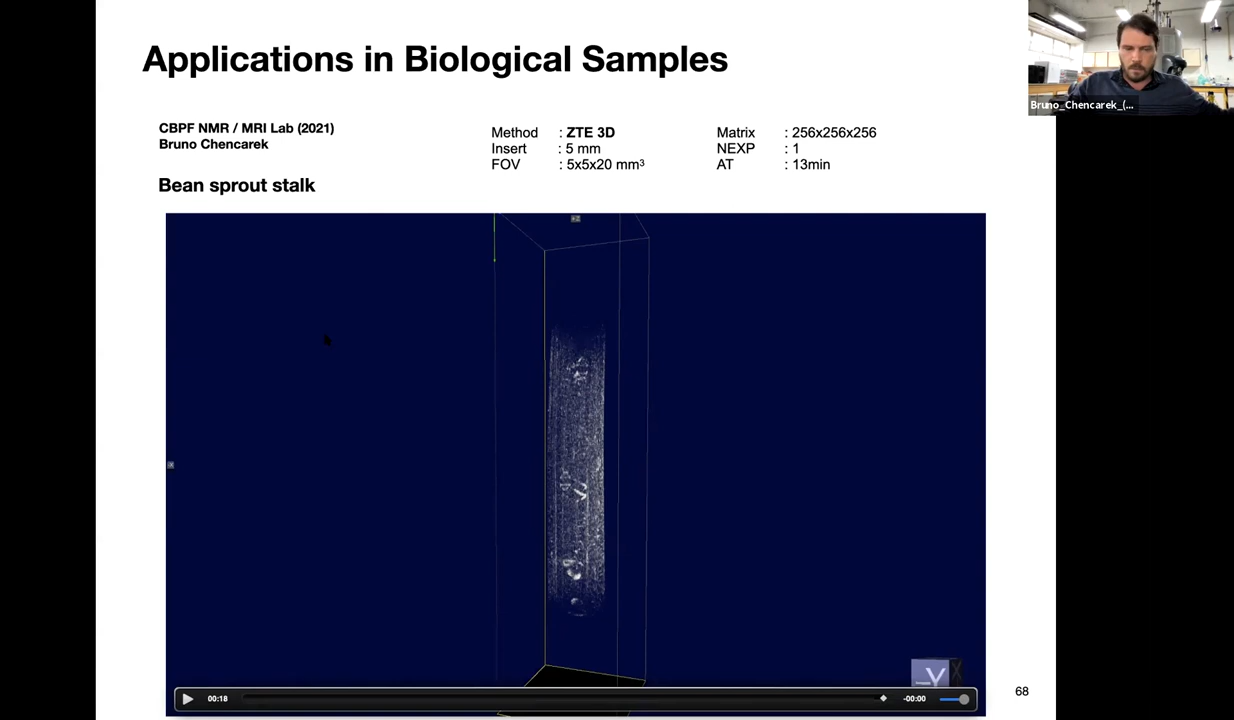 Applications in Biological Samples
Bruno_Chencarek_(...
CBPF NMR / MRI Lab (2021)
Bruno Chencarek
Method : ZTE 3D
Insert : 5 mm
FOV : 5x5x20 mm³
Matrix : 256x256x256
NEXP : 1
AT : 13min
Bean sprout stalk
Y
00:18
-00:00
68